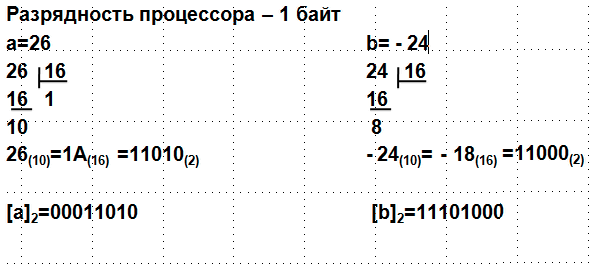 Разрядность процессора – 1 байт
a=26 b= - 24
26 16 24 16
16 1 16
10 8
26(10)=1A(16) =11010(2) - 24(10)= - 18(16) =11000(2)
[a]2=00011010 [b]2=11101000